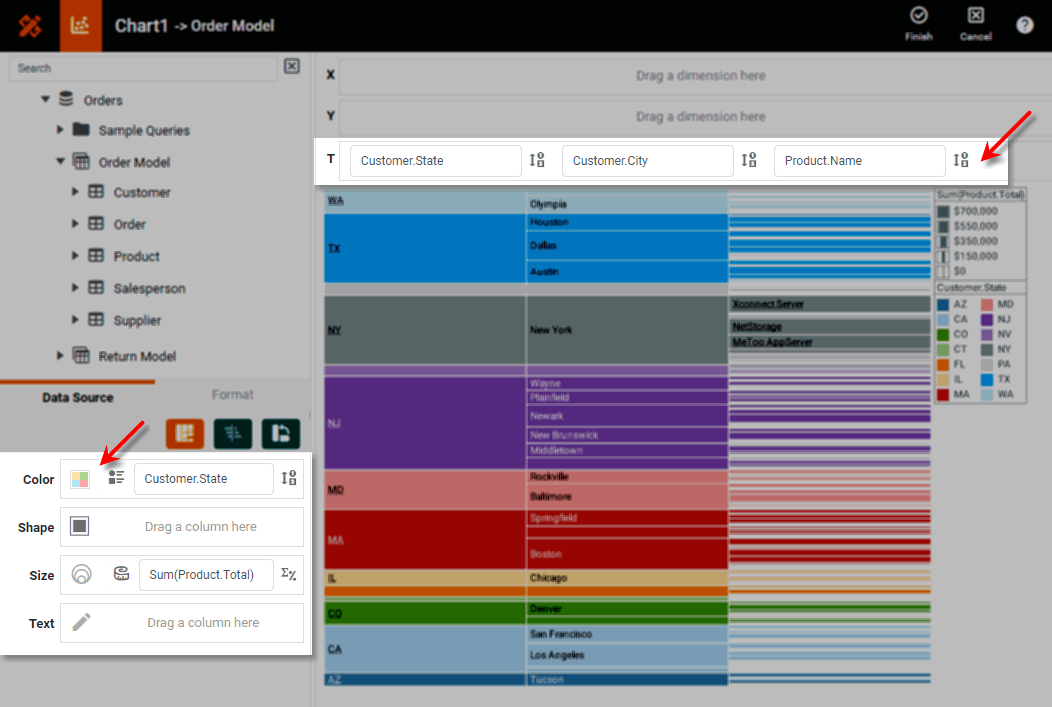 Chart1 -> Order Model
Finish
Cancel
?
Search
Orders
Sample Queries
Order Model
Customer
Order
Product
Salesperson
Supplier
Return Model
Data Source
Format
Color
Customer.State
Shape
Drag a column here
Size
Sum(Product.Total)
Text
Drag a column here
X
Drag a dimension here
Y
Drag a dimension here
T
Customer.State
Customer.City
Product.Name
WA
Olympia
TX
Houston
Dallas
Austin
NY
New York
Xconnect Server
NetStorage
MeToo AppServer
NJ
Wayne
Plainfield
Newark
New Brunswick
Middletown
MD
Rockville
Baltimore
MA
Springfield
Boston
IL
Chicago
CO
Denver
CA
San Francisco
Los Angeles
AZ
Tucson
Sum(Product.Total)
$700,000
$550,000
$350,000
$150,000
$0
Customer.State
AZ MD
CA NJ
CO NV
CT NY
FL PA
IL TX
MA WA